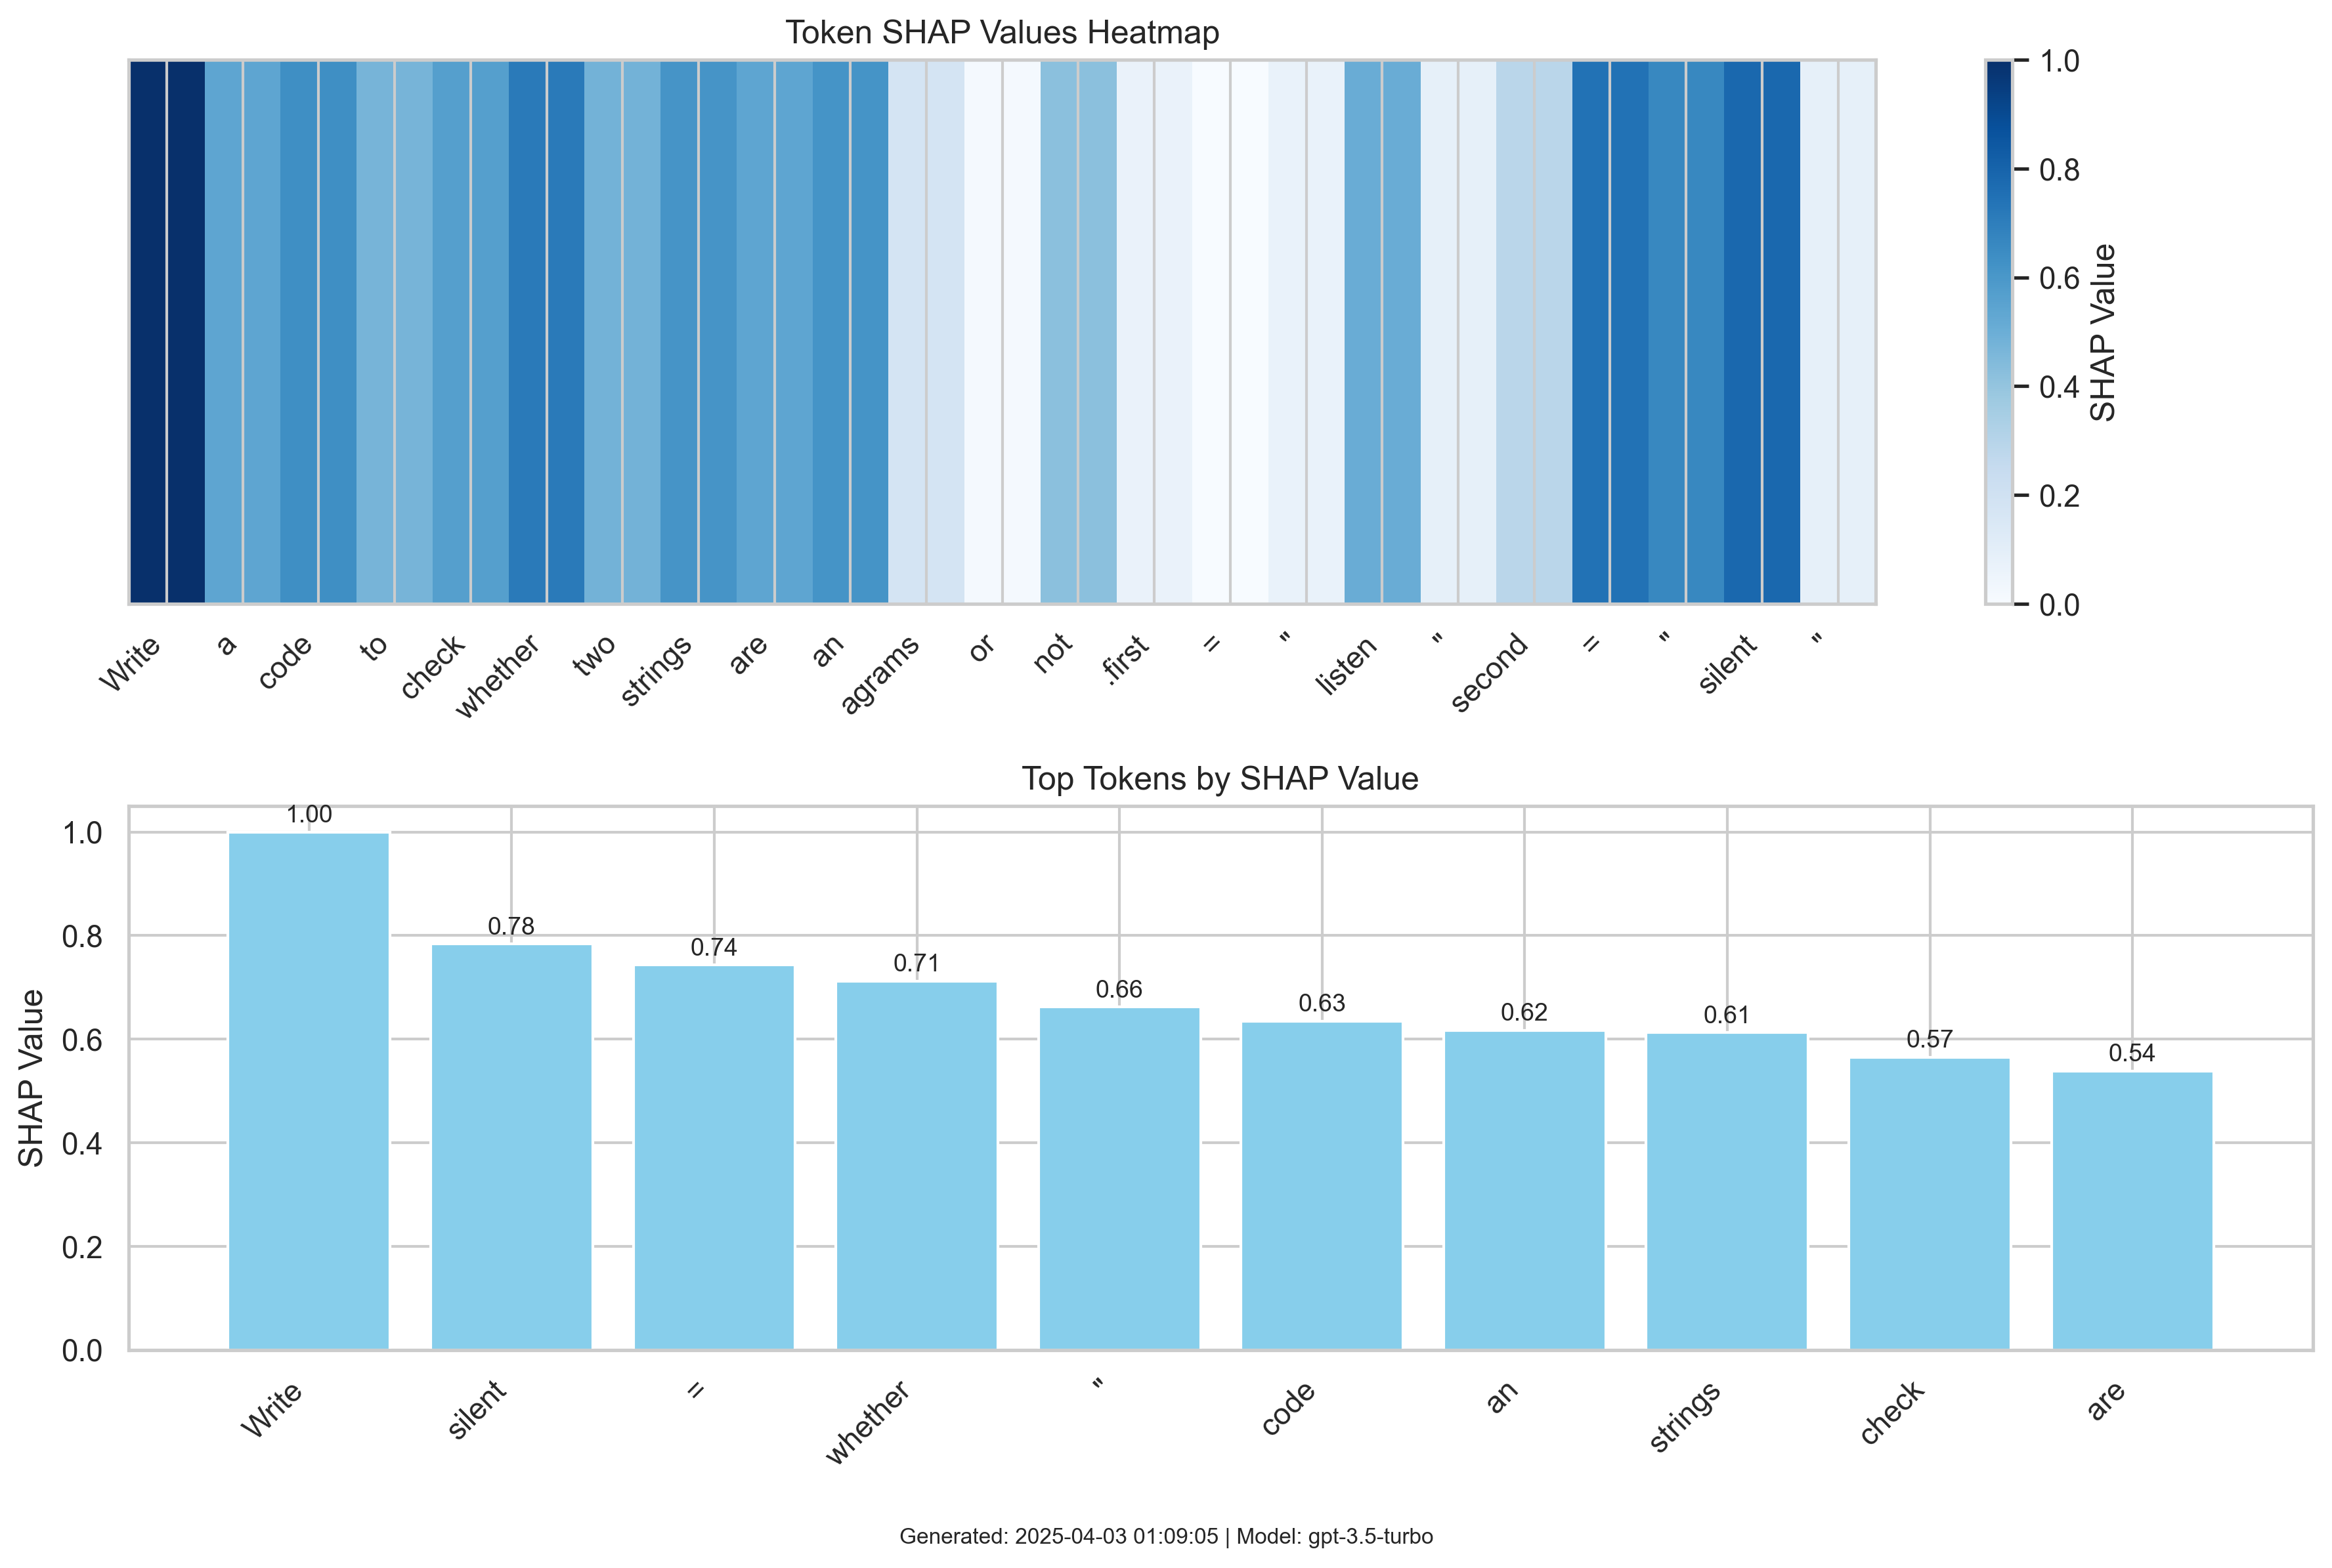 Token SHAP Values Heatmap
1.0
0.8
0.6
0.4
0.2
0.0
SHAP Value
Write a code to check whether two strings are an agrams or not .first = " listen " second = " silent "
Top Tokens by SHAP Value
SHAP Value
1.0
0.8
0.6
0.4
0.2
0.0
1.00 0.78 0.74 0.71 0.66 0.63 0.62 0.61 0.57 0.54
Write silent = whether " code an strings check are
Generated: 2025-04-03 01:09:05 | Model: gpt-3.5-turbo